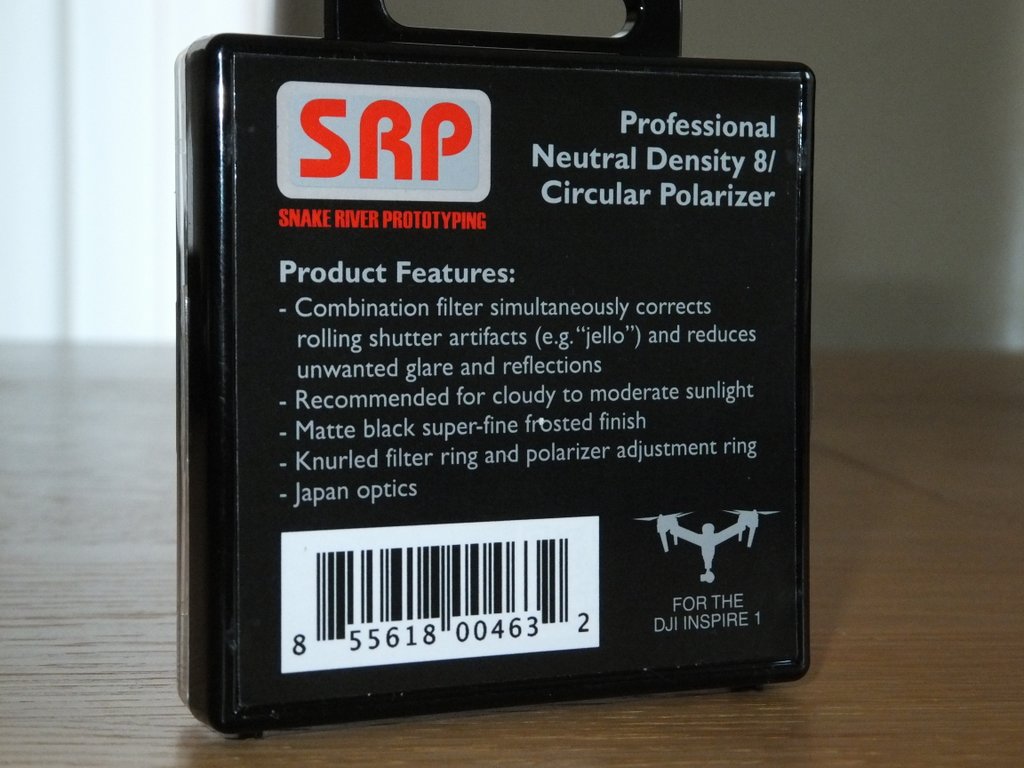 SRP
SNAKE RIVER PROTOTYPING
Professional
Neutral Density 8/
Circular Polarizer
Product Features:
- Combination filter simultaneously corrects
rolling shutter artifacts (e.g. "jello") and reduces
unwanted glare and reflections
- Recommended for cloudy to moderate sunlight
- Matte black super-fine frosted finish
- Knurled filter ring and polarizer adjustment ring
- Japan optics
8 55618 00463 2
FOR THE
DJI INSPIRE 1